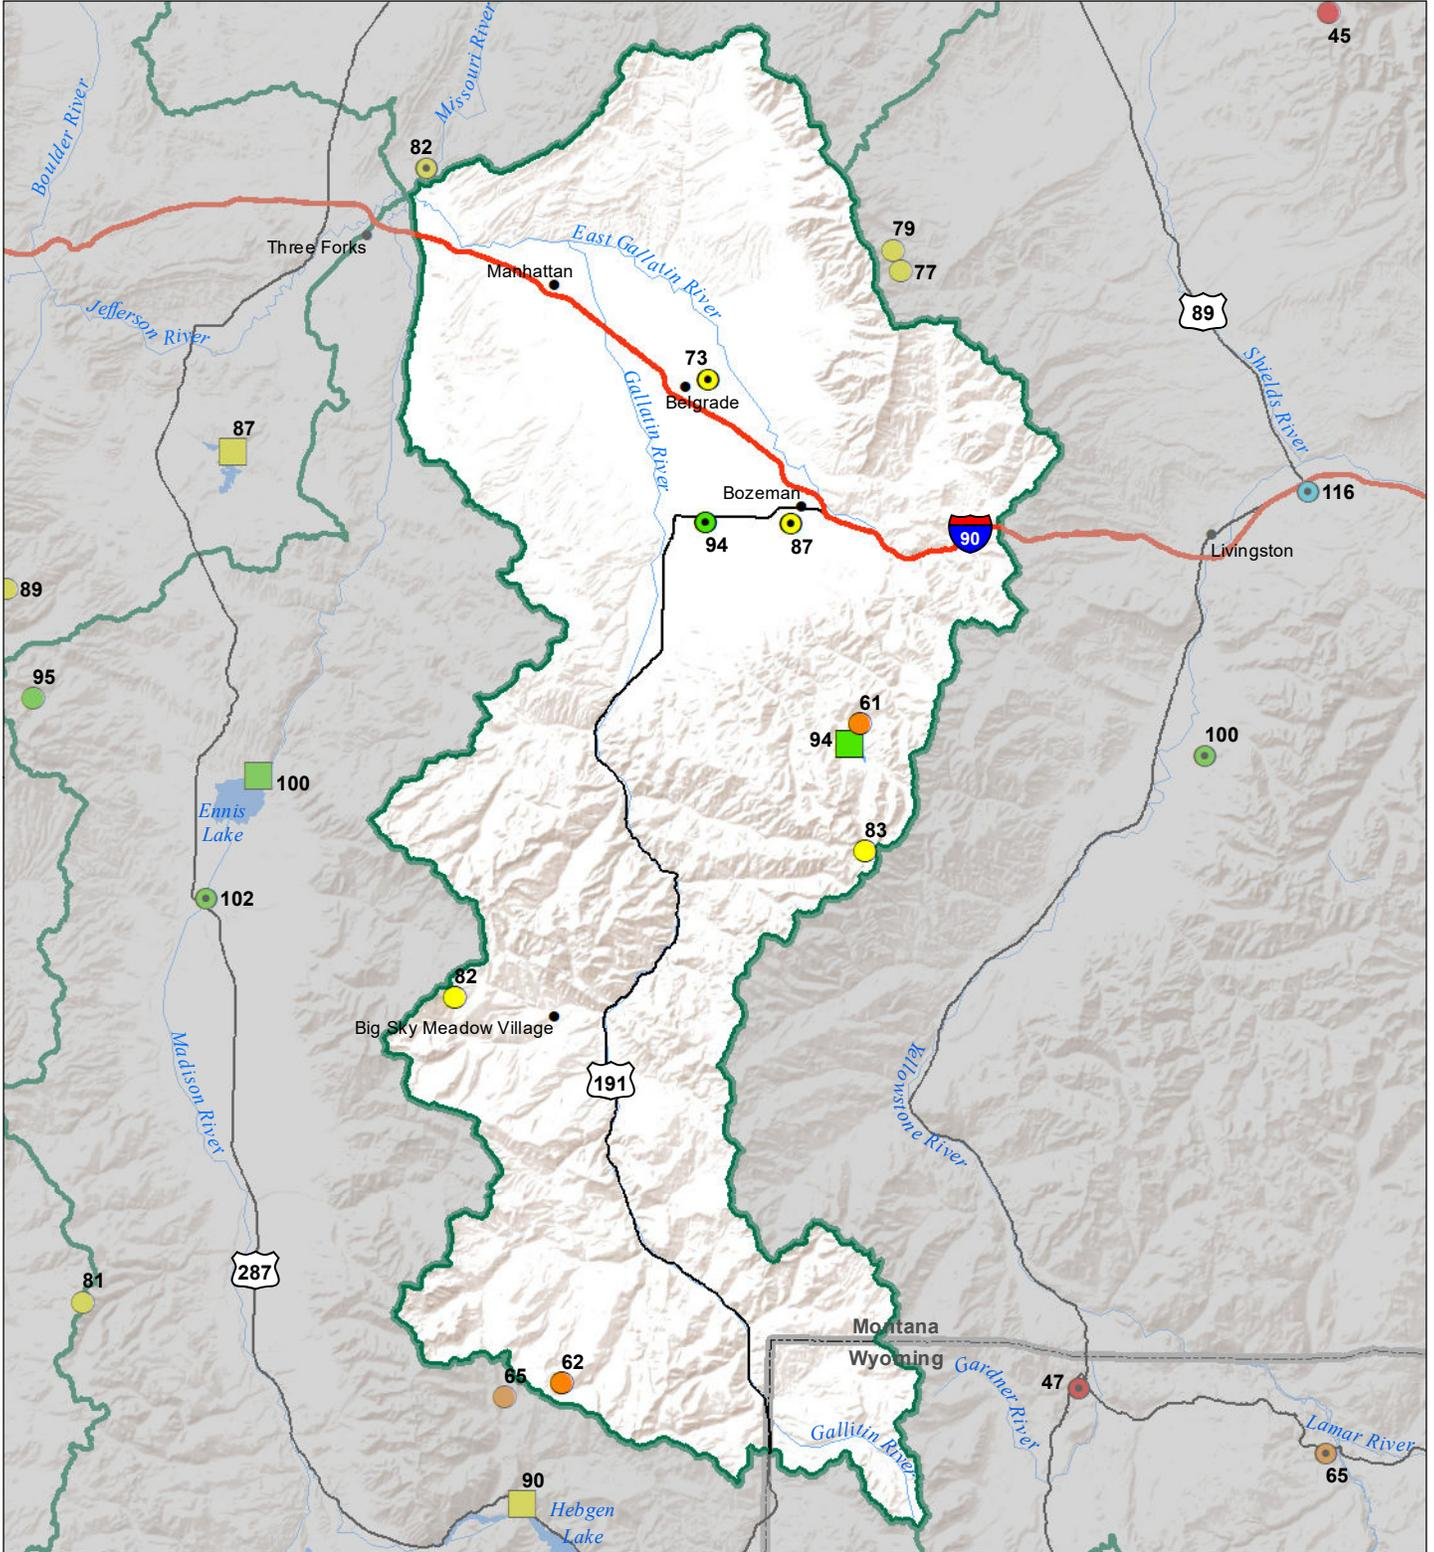 45
Missouri River
Boulder River
82
79
77
Three Forks
East Gallatin River
Manhattan
89
Jefferson River
Shields River
73
Belgrade
Gallatin River
87
Bozeman
116
94
87
90
Livingston
89
95
61
94
100
100
Ennis
Lake
83
102
82
Big Sky Meadow Village
Madison River
191
Yellowstone River
287
81
Montana
Wyoming
Gardner River
65
62
47
Gallitin River
Lamar River
65
90
Hebgen
Lake